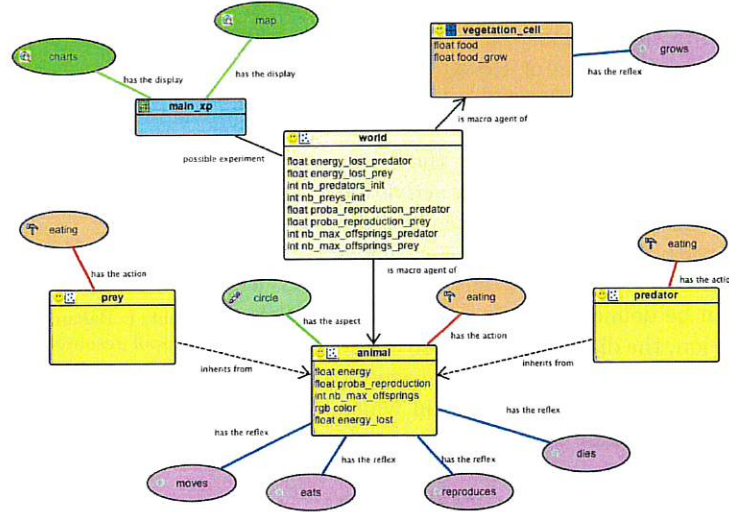 map
vegetation_cell
charts
float food
float food_grow
grows
has the display
has the display
has the reflex
main_xp
is macro agent of
world
possible experiment
float energy_lost_predator
float energy_lost_prey
int nb_predators_init
int nb_preys_init
float proba_reproduction_predator
float proba_reproduction_prey
int nb_max_offsprings_predator
int nb_max_offsprings_prey
eating
eating
is macro agent of
has the action
has the actio
prey
circle
eating
predator
has the aspect
has the action
animal
inherits from
inherits from
float energy
float proba_reproduction
int nb_max_offsprings
rgb color
float energy_lost
has the reflex
has the reflex
has the reflex
has the reflex
dies
moves
eats
reproduces